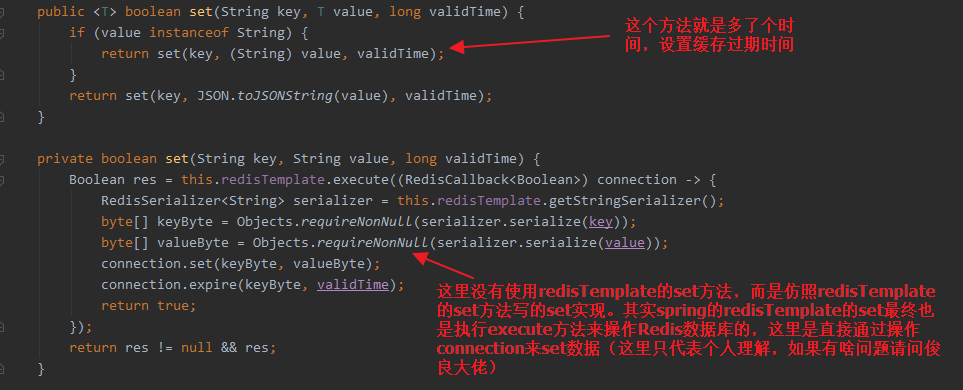 public <T> boolean set(String key, T value, long validTime) {
这个方法就是多了个时
间，设置缓存过期时间
if (value instanceof String) {
return set(key, (String) value, validTime);
}
return set(key, JSON.toJSONString(value), validTime);
}
private boolean set(String key, String value, long validTime) {
Boolean res = this.redisTemplate.execute((RedisCallback<Boolean>) connection -> {
RedisSerializer<String> serializer = this.redisTemplate.getStringSerializer();
byte[] keyByte = Objects.requireNonNull(serializer.serialize(key));
byte[] valueByte = Objects.requireNonNull(serializer.serialize(value));
connection.set(keyByte, valueByte);
connection.expire(keyByte, validTime);
return true;
});
return res != null && res;
}
这里没有使用redisTemplate的set方法，而是仿照redisTemplate
的set方法写的set实现。其实spring的redisTemplate的set最终也
是执行execute方法来操作Redis数据库的，这里是直接通过操作
connection来set数据（这里只代表个人理解，如果有啥问题请问俊
良大佬）